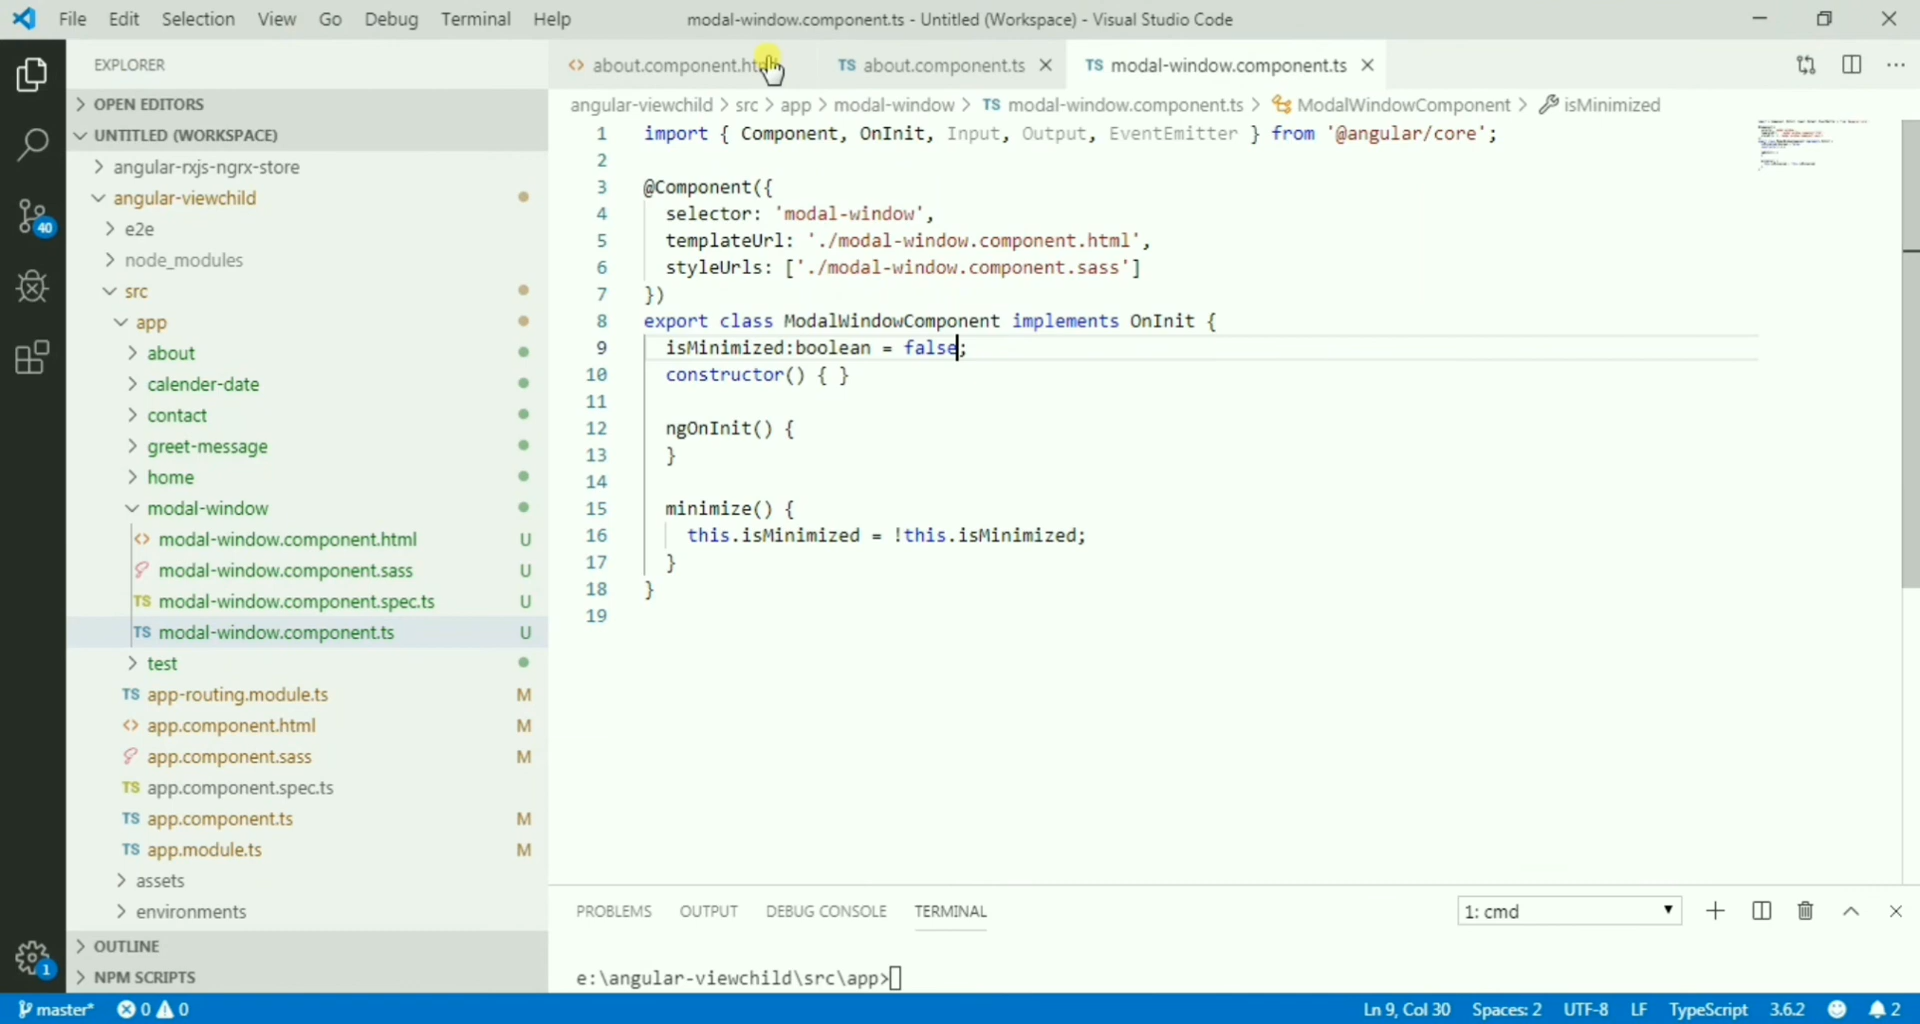 File Edit Selection View Go Debug Terminal Help
modal-window.component.ts - Untitled (Workspace) - Visual Studio Code
EXPLORER
OPEN EDITORS
UNTITLED (WORKSPACE)
angular-rxjs-ngrx-store
angular-viewchild
e2e
node_modules
src
app
about
calender-date
contact
greet-message
home
modal-window
modal-window.component.html U
modal-window.component.sass U
TS modal-window.component.spec.ts U
TS modal-window.component.ts U
test
TS app-routing.module.ts M
app.component.html M
app.component.sass M
TS app.component.spec.ts
TS app.component.ts M
TS app.module.ts M
assets
environments
OUTLINE
NPM SCRIPTS
40
1
about.component.ht
TS about.component.ts
TS modal-window.component.ts
angular-viewchild > src > app > modal-window > TS modal-window.component.ts > ModalWindowComponent > isMinimized
1 import { Component, OnInit, Input, Output, EventEmitter } from '@angular/core';
2
3 @Component({
4 selector: 'modal-window',
5 templateUrl: './modal-window.component.html',
6 styleUrls: ['./modal-window.component.sass']
7 })
8 export class ModalWindowComponent implements OnInit {
9 isMinimized:boolean = false;
10 constructor() { }
11
12 ngOnInit() {
13 }
14
15 minimize() {
16 this.isMinimized = !this.isMinimized;
17 }
18 }
19
PROBLEMS OUTPUT DEBUG CONSOLE TERMINAL
1: cmd
e:\angular-viewchild\src\app>
master* 0 0
Ln 9, Col 30 Spaces: 2 UTF-8 LF TypeScript 3.6.2 2